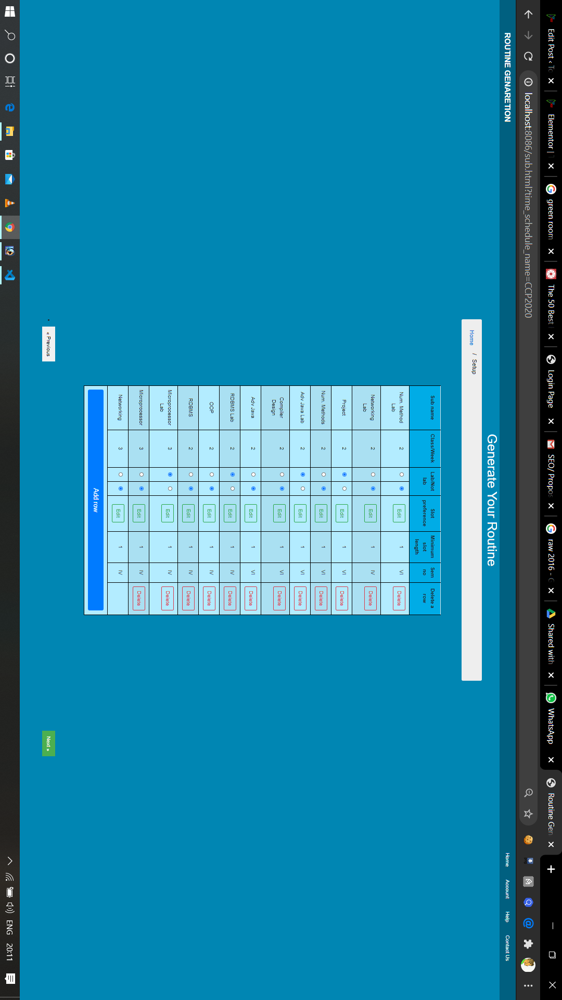 Edit Post ‹ To
Elementor |
green room
The 50 Best
Login Page
SEO/ Propos
raw 2016 -
Shared with
WhatsApp
Routine Gen
localhost:8086/sub.html?time_schedule_name=CCP2020
ROUTINE GENARETION
Home Account Help Contact Us
Generate Your Routine
Home / Setup
Sub name Class/Week Lab/Not lab Slot preference Minimum slot length Sem no Delete a row
Num. Method Lab 2 Edit 1 VI Delete
Networking Lab 2 Edit 1 IV Delete
Project 2 Edit 1 VI Delete
Num. Methods 2 Edit 1 VI Delete
Adv Java Lab 2 Edit 1 VI Delete
Compiler Design 2 Edit 1 VI Delete
Adv Java 2 Edit 1 VI Delete
RDBMS Lab 2 Edit 1 IV Delete
OOP 2 Edit 1 IV Delete
RDBMS 2 Edit 1 IV Delete
Microprocessor Lab 3 Edit 1 IV Delete
Microprocessor 3 Edit 1 IV Delete
Networking 3 Edit 1 IV
Add row
« Previous
Next »
ENG 20:11